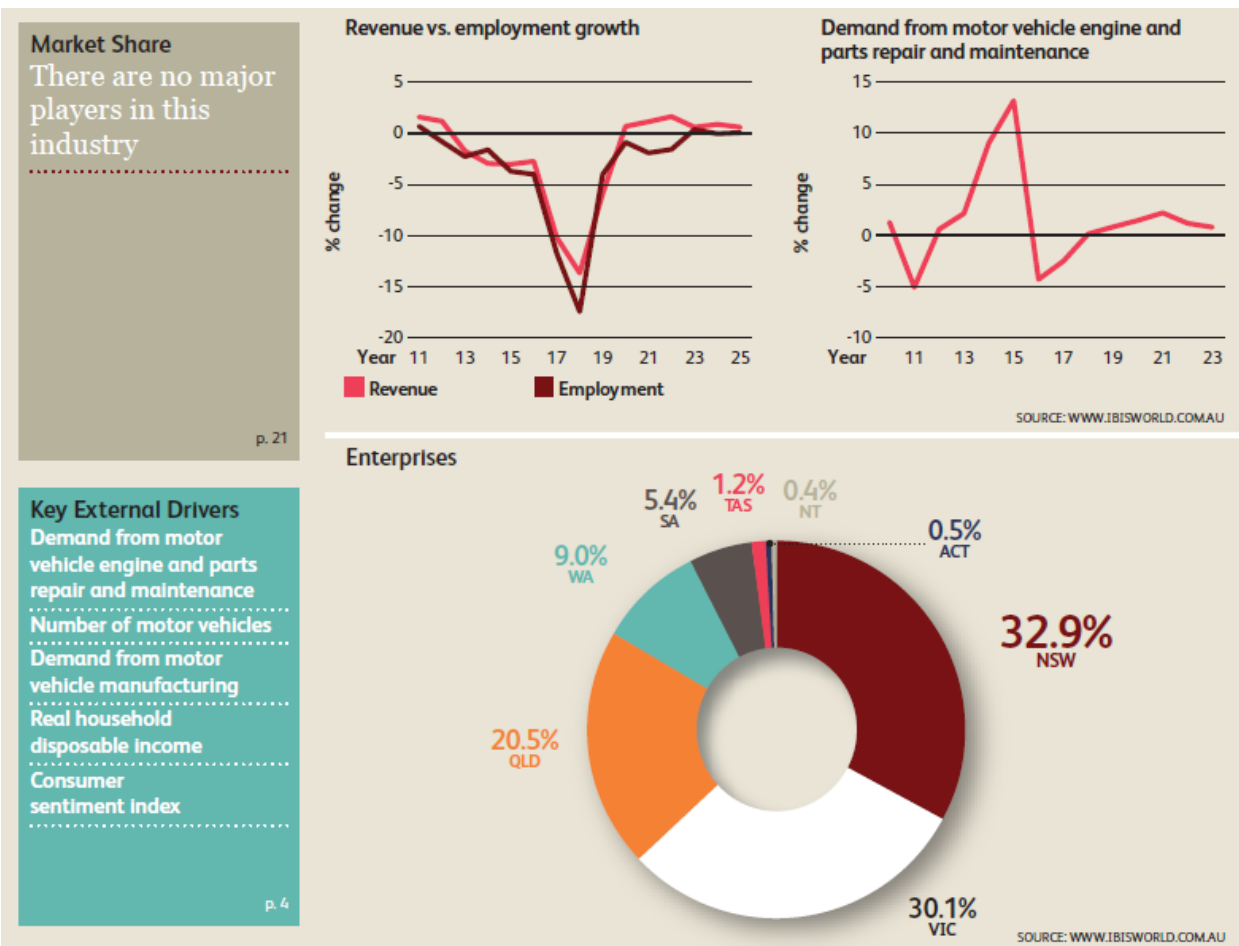 Market Share
There are no major
players in this
industry
p. 21
Key External Drivers
Demand from motor
vehicle engine and parts
repair and maintenance
Number of motor vehicles
Demand from motor
vehicle manufacturing
Real household
disposable income
Consumer
sentiment index
p. 4
Revenue vs. employment growth
% change
5
0
-5
-10
-15
-20
Year 11 13 15 17 19 21 23 25
Revenue
Employment
Demand from motor vehicle engine and
parts repair and maintenance
% change
15
10
5
0
-5
-10
Year 11 13 15 17 19 21 23
SOURCE: WWW.IBISWORLD.COM.AU
Enterprises
5.4%
SA
1.2%
TAS
0.4%
NT
0.5%
ACT
9.0%
WA
32.9%
NSW
20.5%
QLD
30.1%
VIC
SOURCE: WWW.IBISWORLD.COM.AU